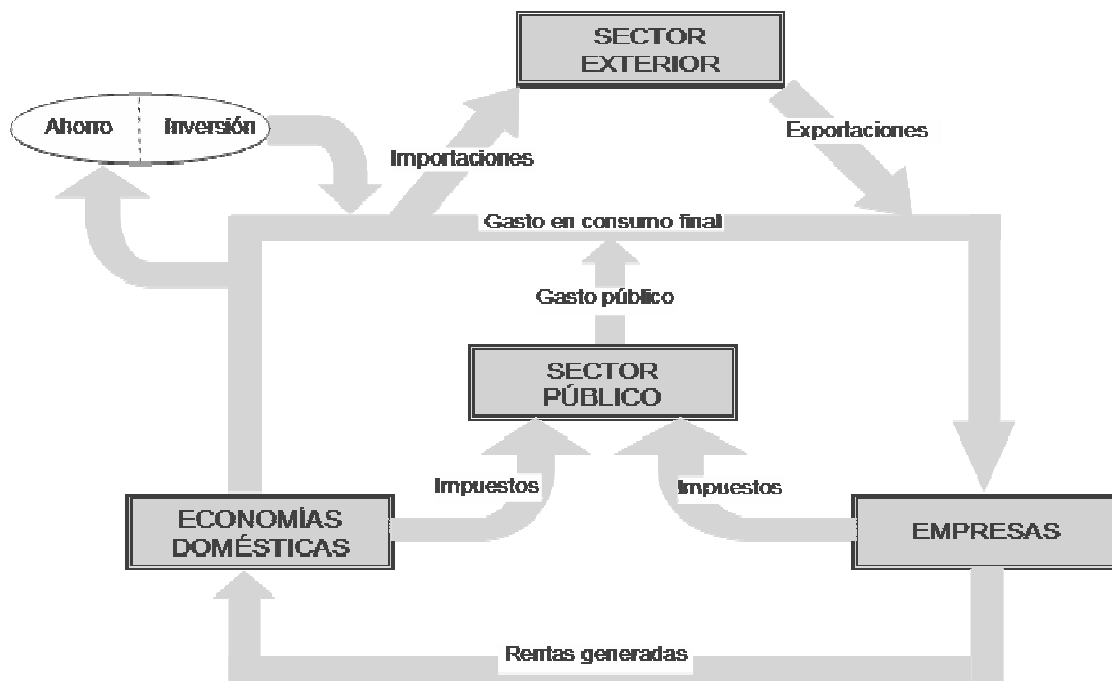 SECTOR
EXTERIOR
Ahorro
Inversión
Importaciones
Exportaciones
Gasto en consumo final
Gasto público
SECTOR
PÚBLICO
Impuestos
Impuestos
ECONOMÍAS
DOMÉSTICAS
EMPRESAS
Rentas generadas